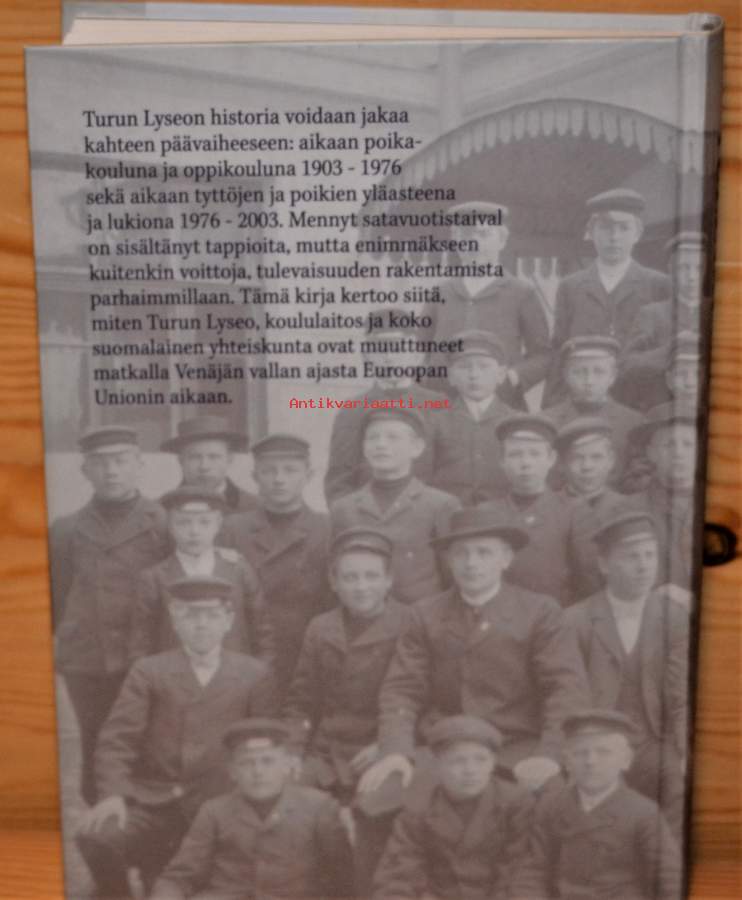 Turun Lyseon historia voidaan jakaa
kahteen päävaiheeseen: aikaan poika-
kouluna ja oppikouluna 1903 - 1976
sekä aikaan tyttöjen ja poikien yläasteena
ja lukiona 1976 - 2003. Mennyt satavuotistaival
on sisältänyt tappioita, mutta enimmäkseen
kuitenkin voittoja, tulevaisuuden rakentamista
parhaimmillaan. Tämä kirja kertoo siitä,
miten Turun Lyseo, koululaitos ja koko
suomalainen yhteiskunta ovat muuttuneet
matkalla Venäjän vallan ajasta Euroopan
Unionin aikaan.
Antikvariaatti.net